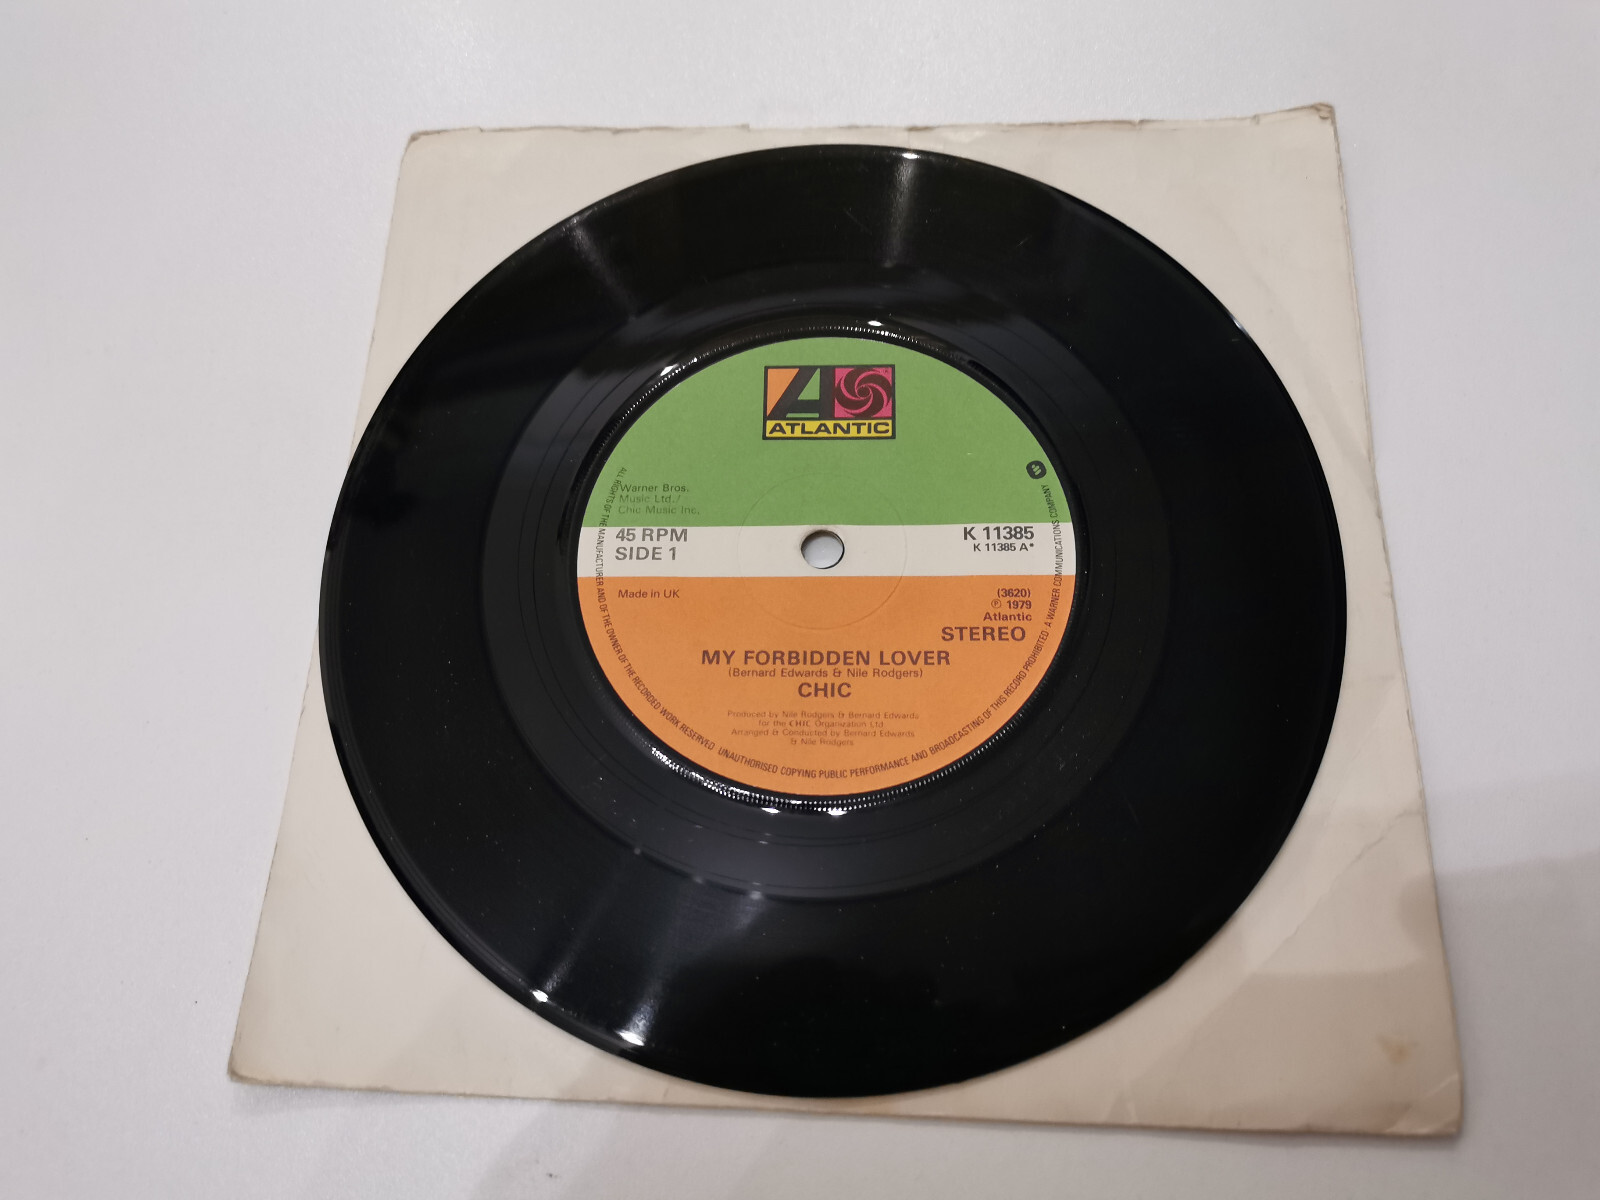 ATLANTIC
Warner Bros.
Music Ltd./
Chic Music Inc.
45 RPM
SIDE 1
K 11385
K 11385 A*
Made in UK
(3620)
℗ 1979
Atlantic
STEREO
MY FORBIDDEN LOVER
(Bernard Edwards & Nile Rodgers)
CHIC
Produced by Nile Rodgers & Bernard Edwards
for the CHIC Organization Ltd.
Arranged & Conducted by Bernard Edwards
& Nile Rodgers
ALL RIGHTS OF THE MANUFACTURER AND OF THE OWNER OF THE RECORDED WORK RESERVED UNAUTHORISED COPYING PUBLIC PERFORMANCE AND BROADCASTING OF THIS RECORD PROHIBITED · A WARNER COMMUNICATIONS COMPANY